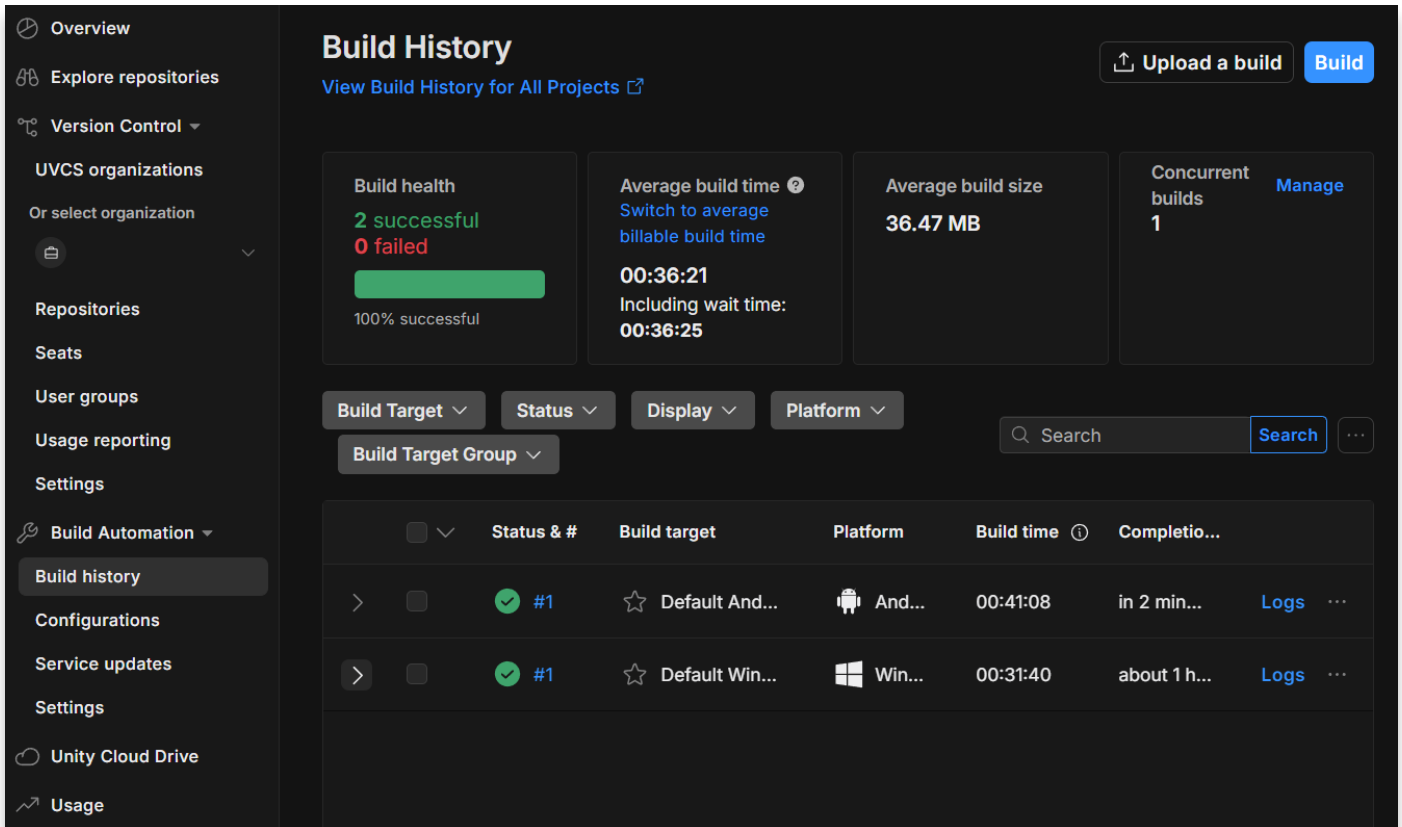 Overview
Explore repositories
Version Control
UVCS organizations
Or select organization
Repositories
Seats
User groups
Usage reporting
Settings
Build Automation
Build history
Configurations
Service updates
Settings
Unity Cloud Drive
Usage
Build History
View Build History for All Projects
Upload a build
Build
Build health
2 successful
0 failed
100% successful
Average build time
Switch to average
billable build time
00:36:21
Including wait time:
00:36:25
Average build size
36.47 MB
Concurrent
builds
Manage
1
Build Target
Status
Display
Platform
Build Target Group
Search
Search
Status & # Build target Platform Build time Completio...
#1 Default And... And... 00:41:08 in 2 min... Logs ...
#1 Default Win... Win... 00:31:40 about 1 h... Logs ...